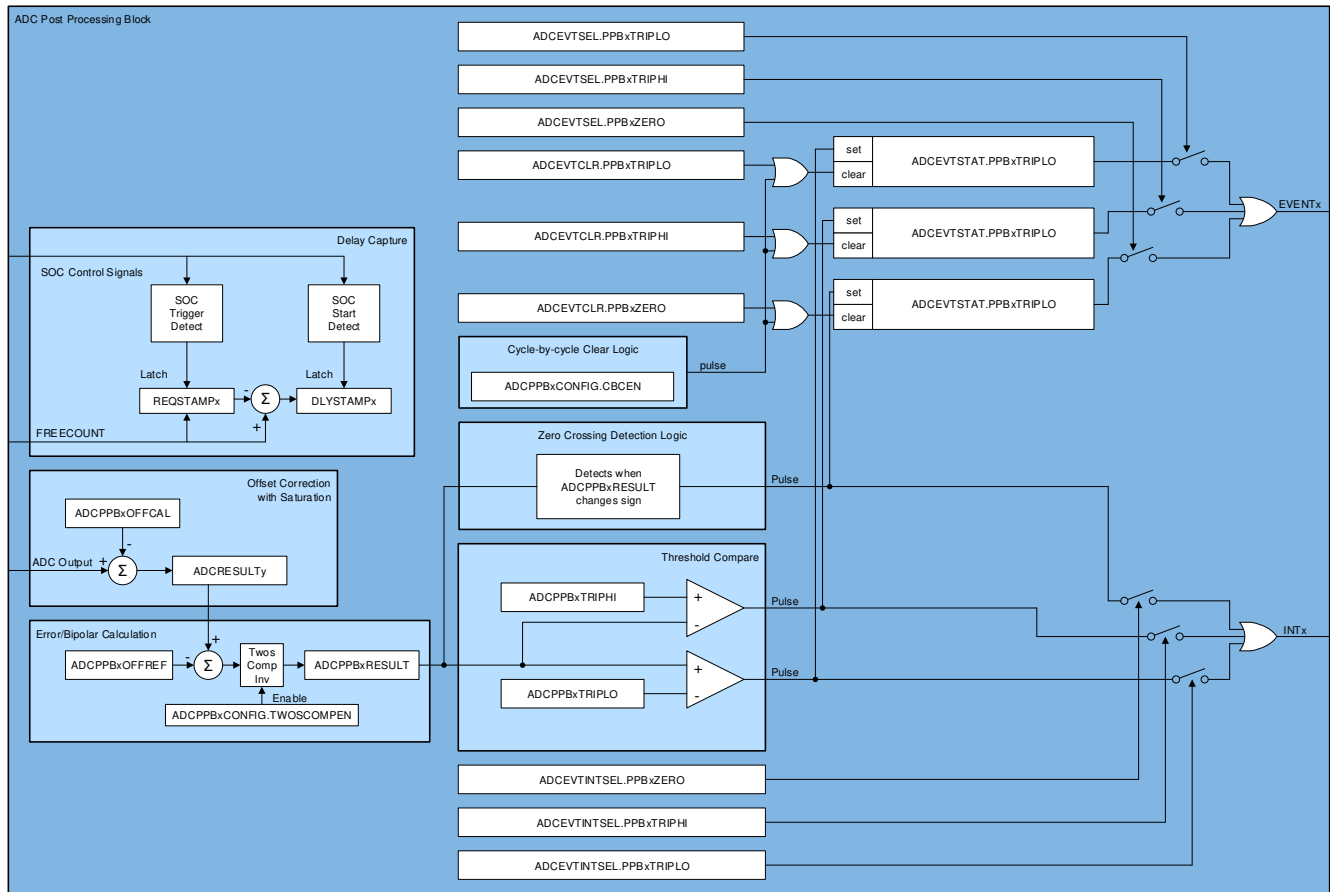 ADC Post Processing Block
ADCEVTSEL.PPBxTRIPLO
ADCEVTSEL.PPBxTRIPHI
ADCEVTSEL.PPBxZERO
ADCEVTCLR.PPBxTRIPLO
set
clear
ADCEVTSTAT.PPBxTRIPLO
EVENTx
ADCEVTCLR.PPBxTRIPHI
set
clear
ADCEVTSTAT.PPBxTRIPLO
ADCEVTCLR.PPBxZERO
set
clear
ADCEVTSTAT.PPBxTRIPLO
Delay Capture
SOC Control Signals
SOC
Trigger
Detect
SOC
Start
Detect
Latch
Latch
REQSTAMPx
-
Σ
+
DLYSTAMPx
FREECOUNT
Cycle-by-cycle Clear Logic
ADCPPBxCONFIG.CBCEN
pulse
Zero Crossing Detection Logic
Detects when
ADCPPBxRESULT
changes sign
Pulse
Offset Correction
with Saturation
ADCPPBxOFFCAL
-
ADC Output
+
Σ
ADCRESULTy
Threshold Compare
ADCPPBxTRIPHI
+
-
Pulse
ADCPPBxTRIPLO
+
-
Pulse
Error/Bipolar Calculation
ADCPPBxOFFREF
+
-
Σ
Twos
Comp
Inv
ADCPPBxRESULT
Enable
ADCPPBxCONFIG.TWOSCOMPEN
INTx
ADCEVTINTSEL.PPBxZERO
ADCEVTINTSEL.PPBxTRIPHI
ADCEVTINTSEL.PPBxTRIPLO